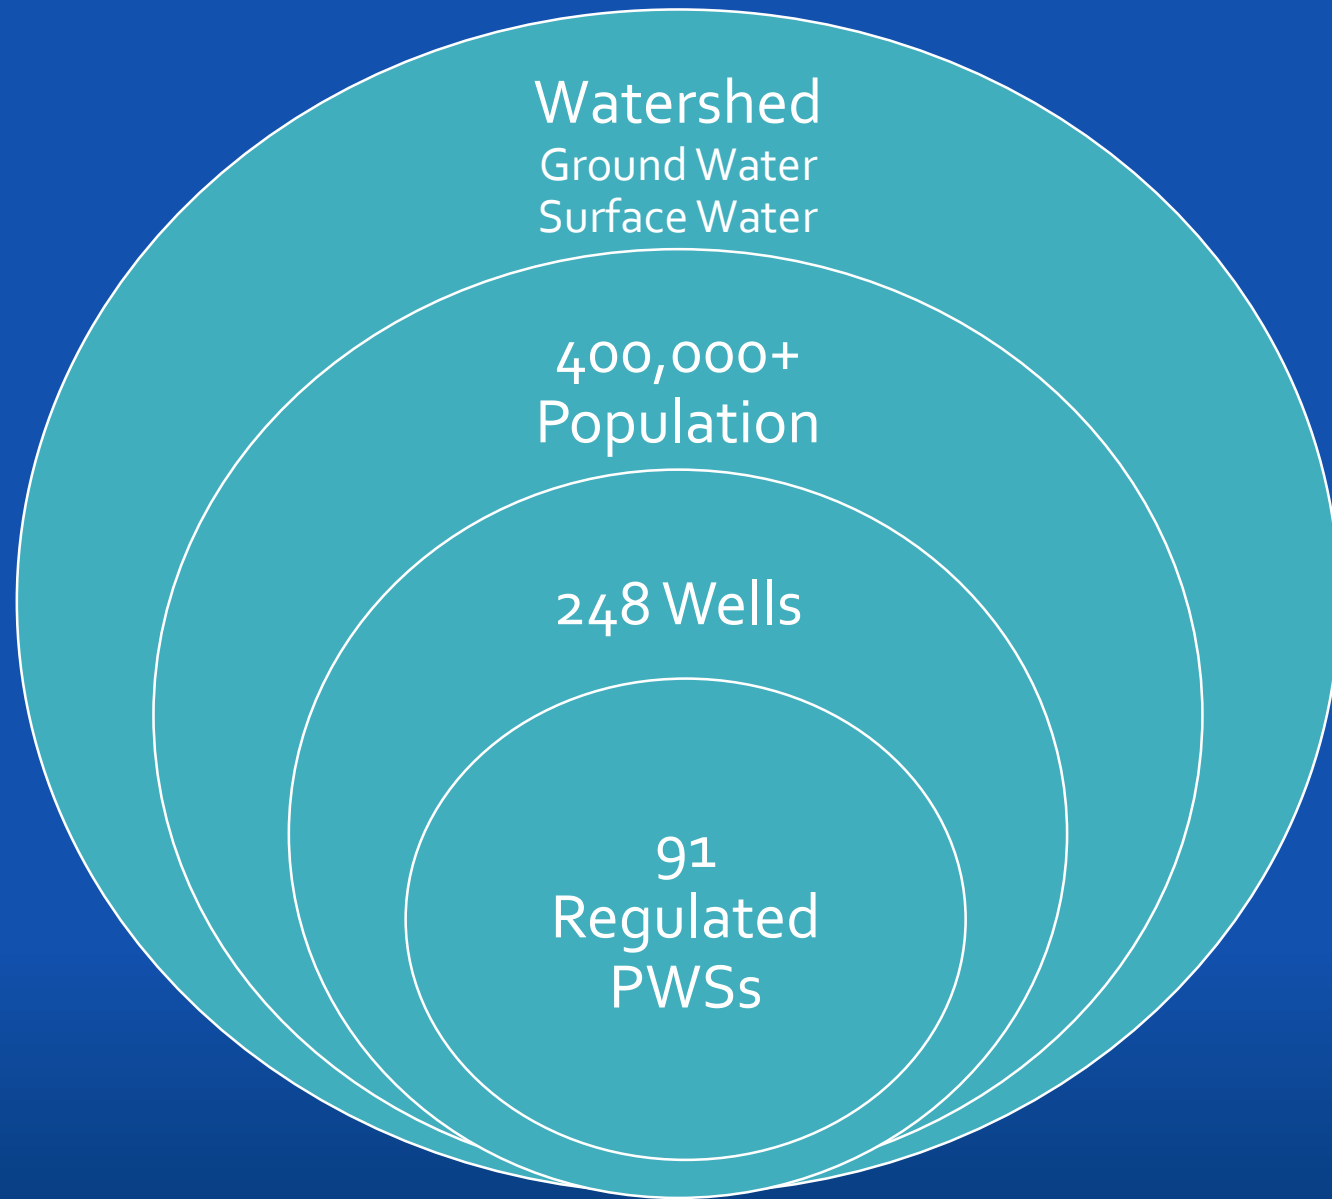 Watershed
Ground Water
Surface Water
400,000+
Population
248 Wells
91
Regulated
PWSs